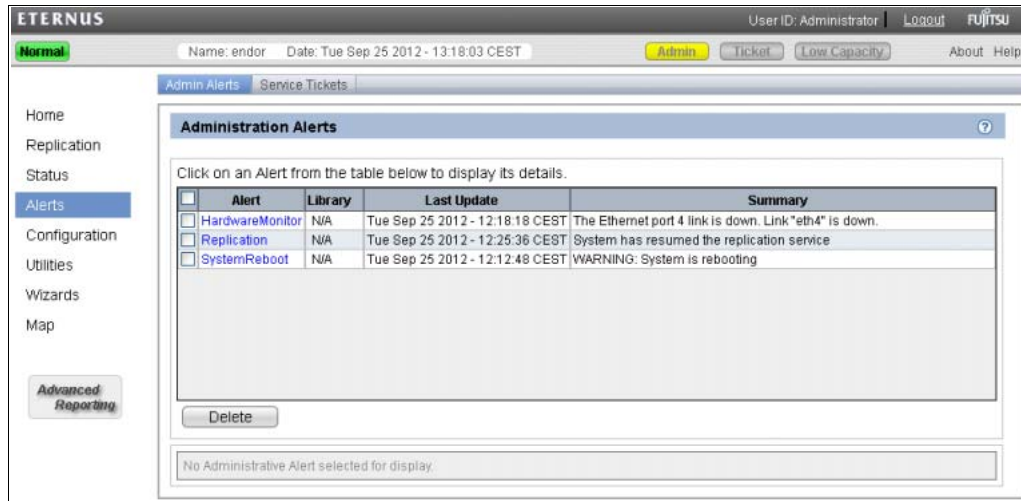 ETERNUS User ID: Administrator Logout FUJITSU
Normal Name: endor Date: Tue Sep 25 2012 - 13:18:03 CEST Admin Ticket Low Capacity About Help
Admin Alerts Service Tickets
Home
Replication
Status
Alerts
Configuration
Utilities
Wizards
Map
Advanced
Reporting
Administration Alerts ?
Click on an Alert from the table below to display its details.
Alert Library Last Update Summary
HardwareMonitor N/A Tue Sep 25 2012 - 12:18:18 CEST The Ethernet port 4 link is down. Link "eth4" is down.
Replication N/A Tue Sep 25 2012 - 12:25:36 CEST System has resumed the replication service
SystemReboot N/A Tue Sep 25 2012 - 12:12:48 CEST WARNING: System is rebooting
Delete
No Administrative Alert selected for display.